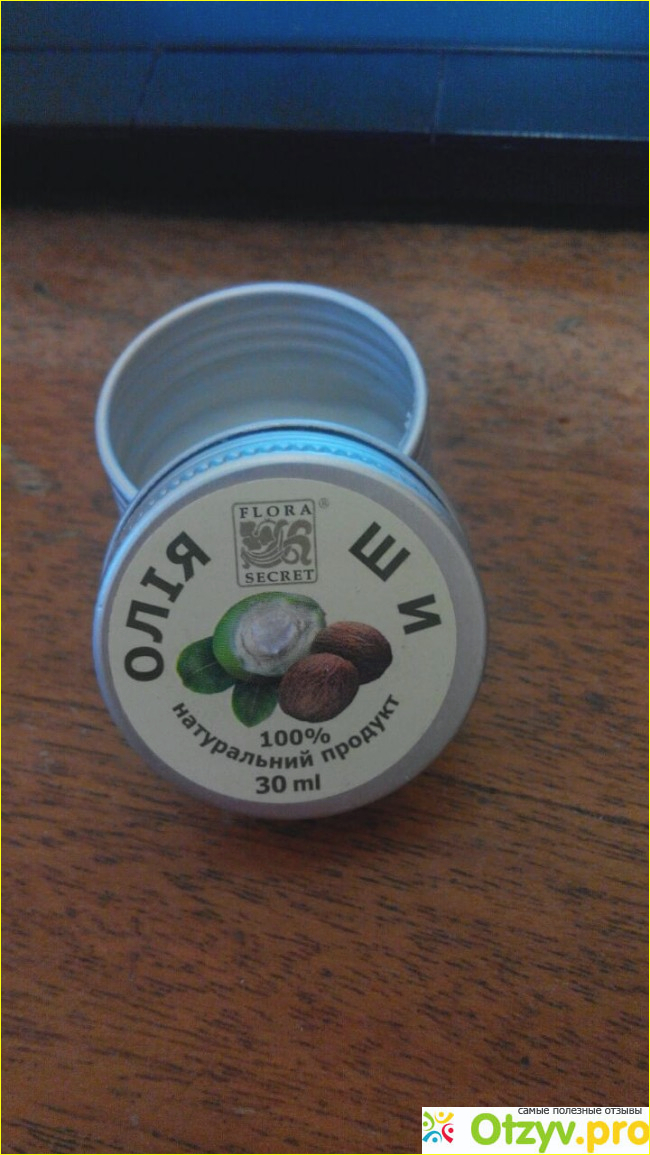 FLORA
SECRET®
ОЛІЯ ШИ
100%
натуральний продукт
30 ml
самые полезные отзывы
Otzyv.pro